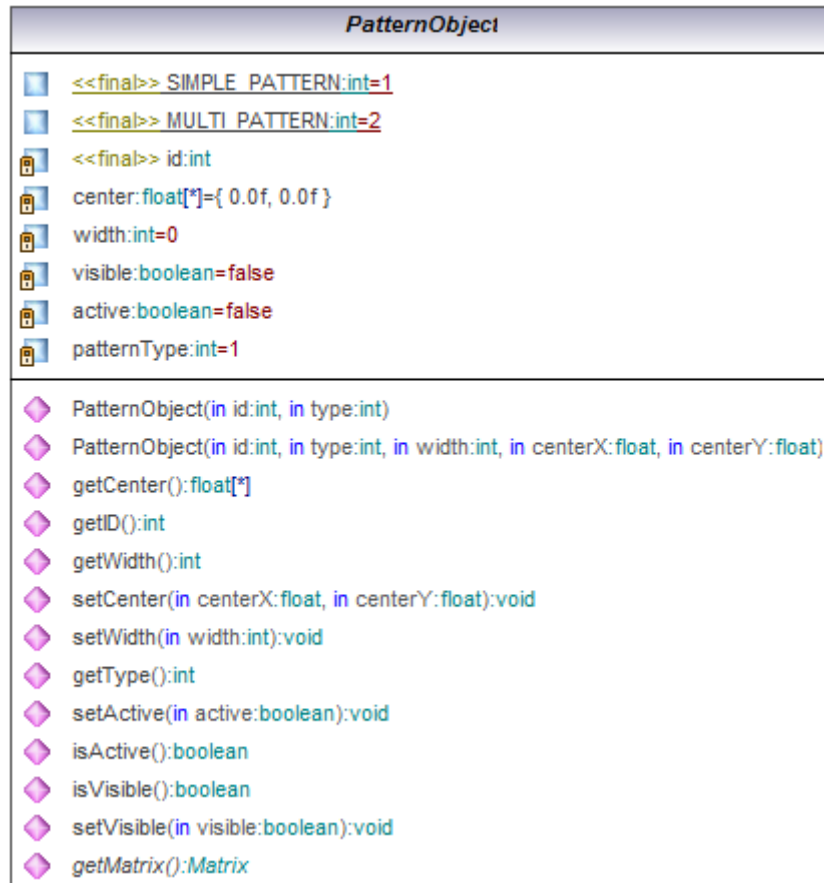 PatternObject
<<final>> SIMPLE_PATTERN:int=1
<<final>> MULTI_PATTERN:int=2
<<final>> id:int
center:float[*]={ 0.0f, 0.0f }
width:int=0
visible:boolean=false
active:boolean=false
patternType:int=1
PatternObject(in id:int, in type:int)
PatternObject(in id:int, in type:int, in width:int, in centerX:float, in centerY:float)
getCenter():float[*]
getID():int
getWidth():int
setCenter(in centerX:float, in centerY:float):void
setWidth(in width:int):void
getType():int
setActive(in active:boolean):void
isActive():boolean
isVisible():boolean
setVisible(in visible:boolean):void
getMatrix():Matrix